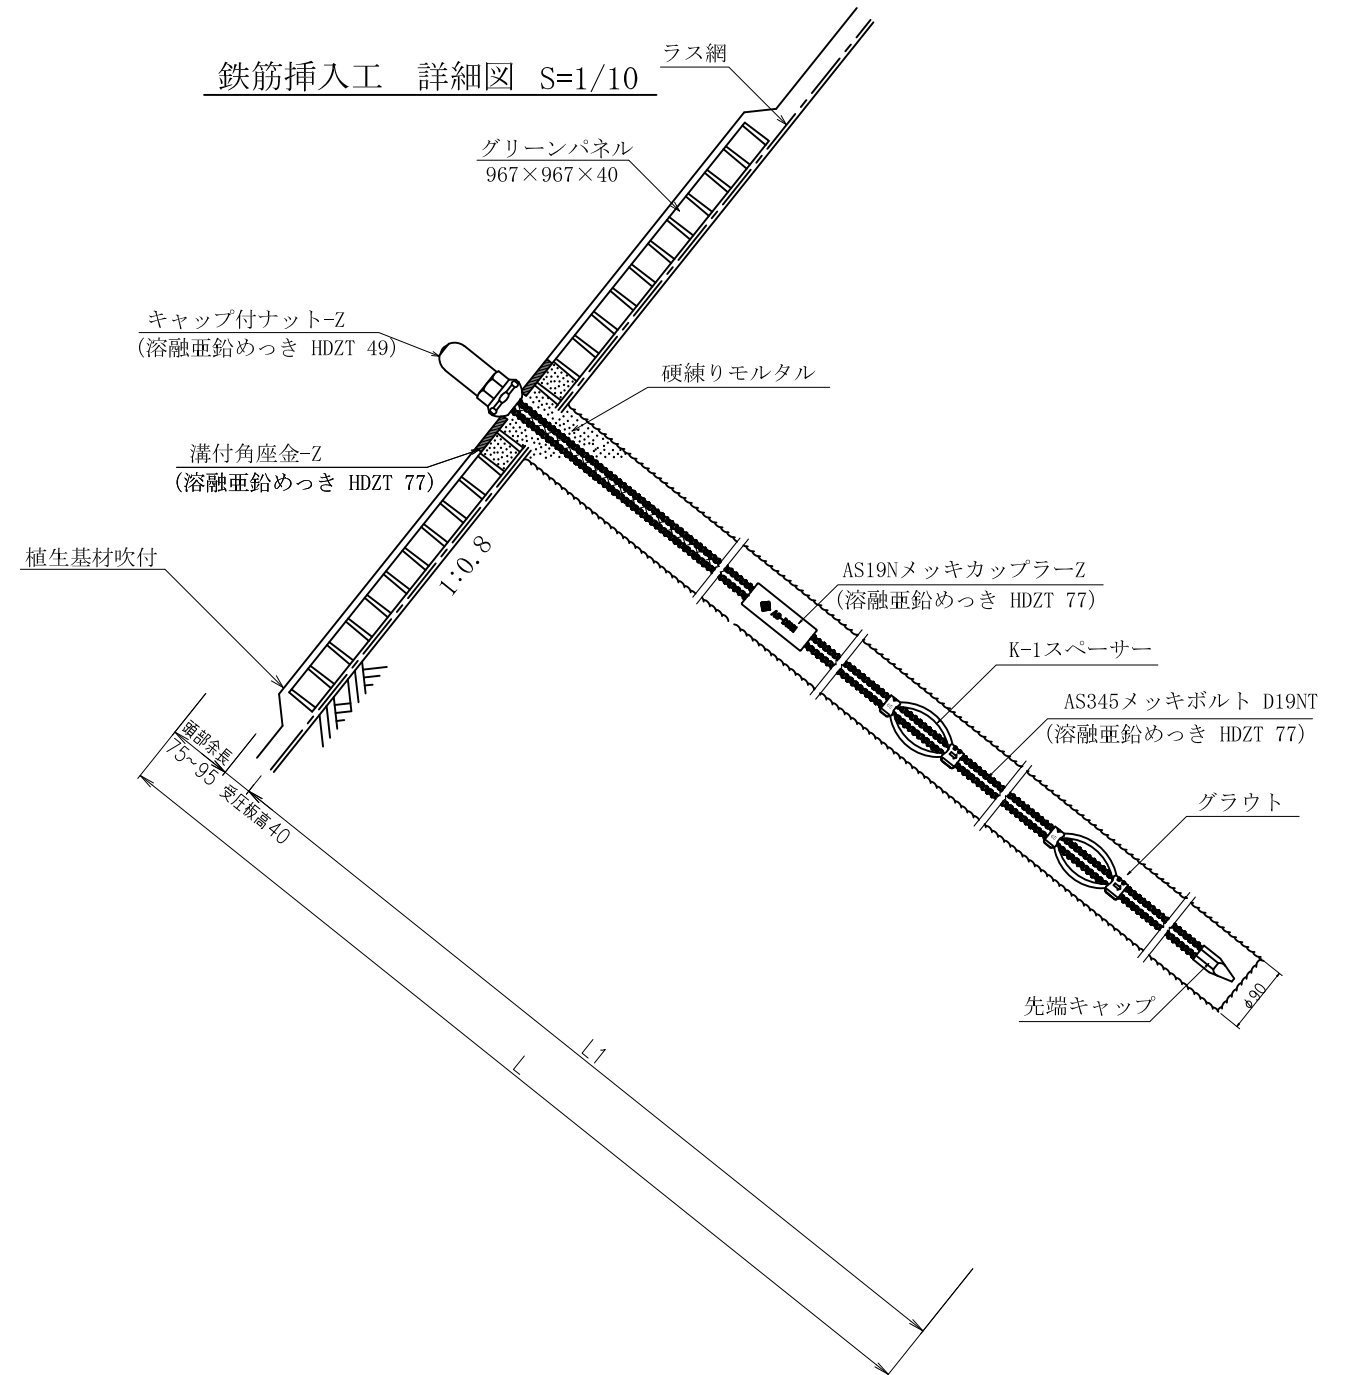 鉄筋挿入工　詳細図　S=1/10
ラス網
グリーンパネル
967×967×40
キャップ付ナット-Z
(溶融亜鉛めっき HDZT 49)
硬練りモルタル
溝付角座金-Z
(溶融亜鉛めっき HDZT 77)
植生基材吹付
1:0.8
AS19NメッキカップラーZ
(溶融亜鉛めっき HDZT 77)
K-1スペーサー
AS345メッキボルト D19NT
(溶融亜鉛めっき HDZT 77)
グラウト
頭部余長
75~95
受圧板高40
先端キャップ
φ90
L1
L